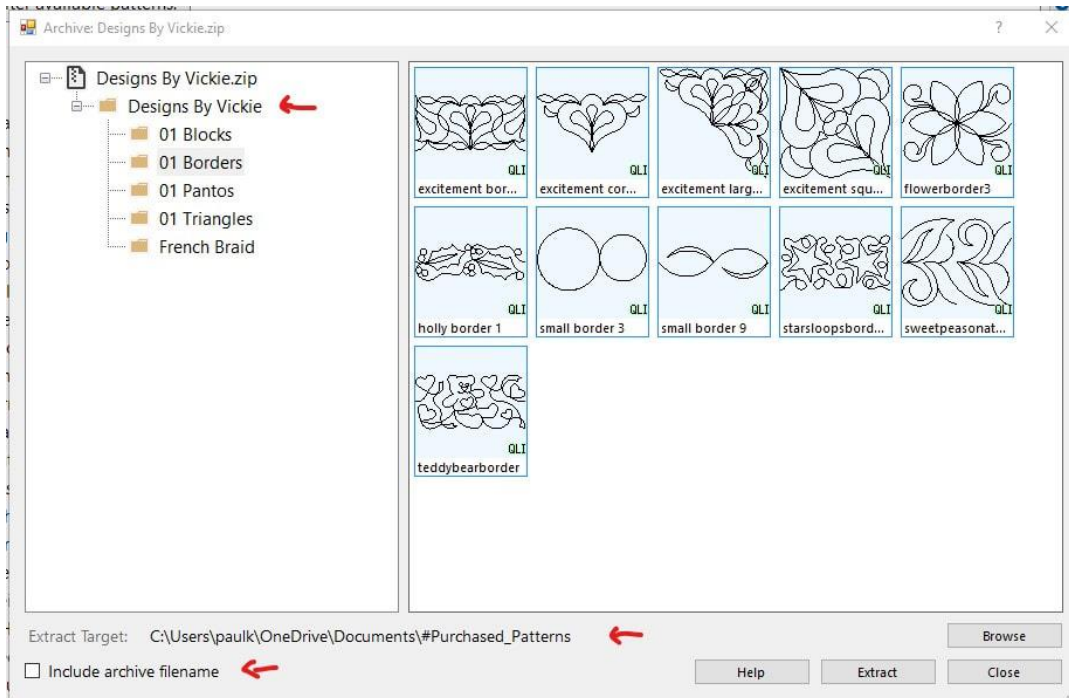 ter available patterns.
Archive: Designs By Vickie.zip
?
Designs By Vickie.zip
Designs By Vickie
01 Blocks
01 Borders
01 Pantos
01 Triangles
French Braid
QLI QLI QLI QLI QLI
excitement bor... excitement cor... excitement larg... excitement squ... flowerborder3
QLI QLI QLI QLI QLI
holly border 1 small border 3 small border 9 starsloopsbord... sweetpeasonat...
QLI
teddybearborder
Extract Target: C:\Users\paulk\OneDrive\Documents\#Purchased_Patterns Browse
Include archive filename Help Extract Close